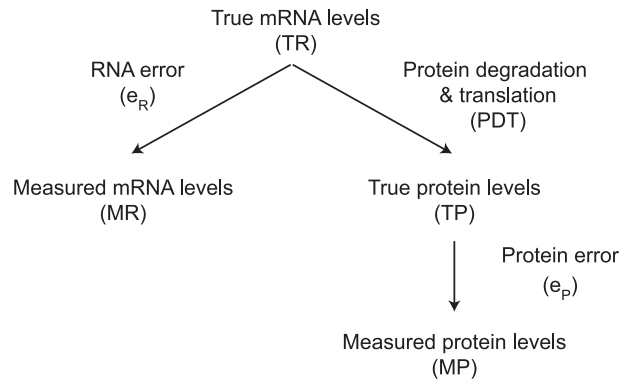 True mRNA levels
(TR)
RNA error
(eR)
Protein degradation
& translation
(PDT)
Measured mRNA levels
(MR)
True protein levels
(TP)
Protein error
(eP)
Measured protein levels
(MP)